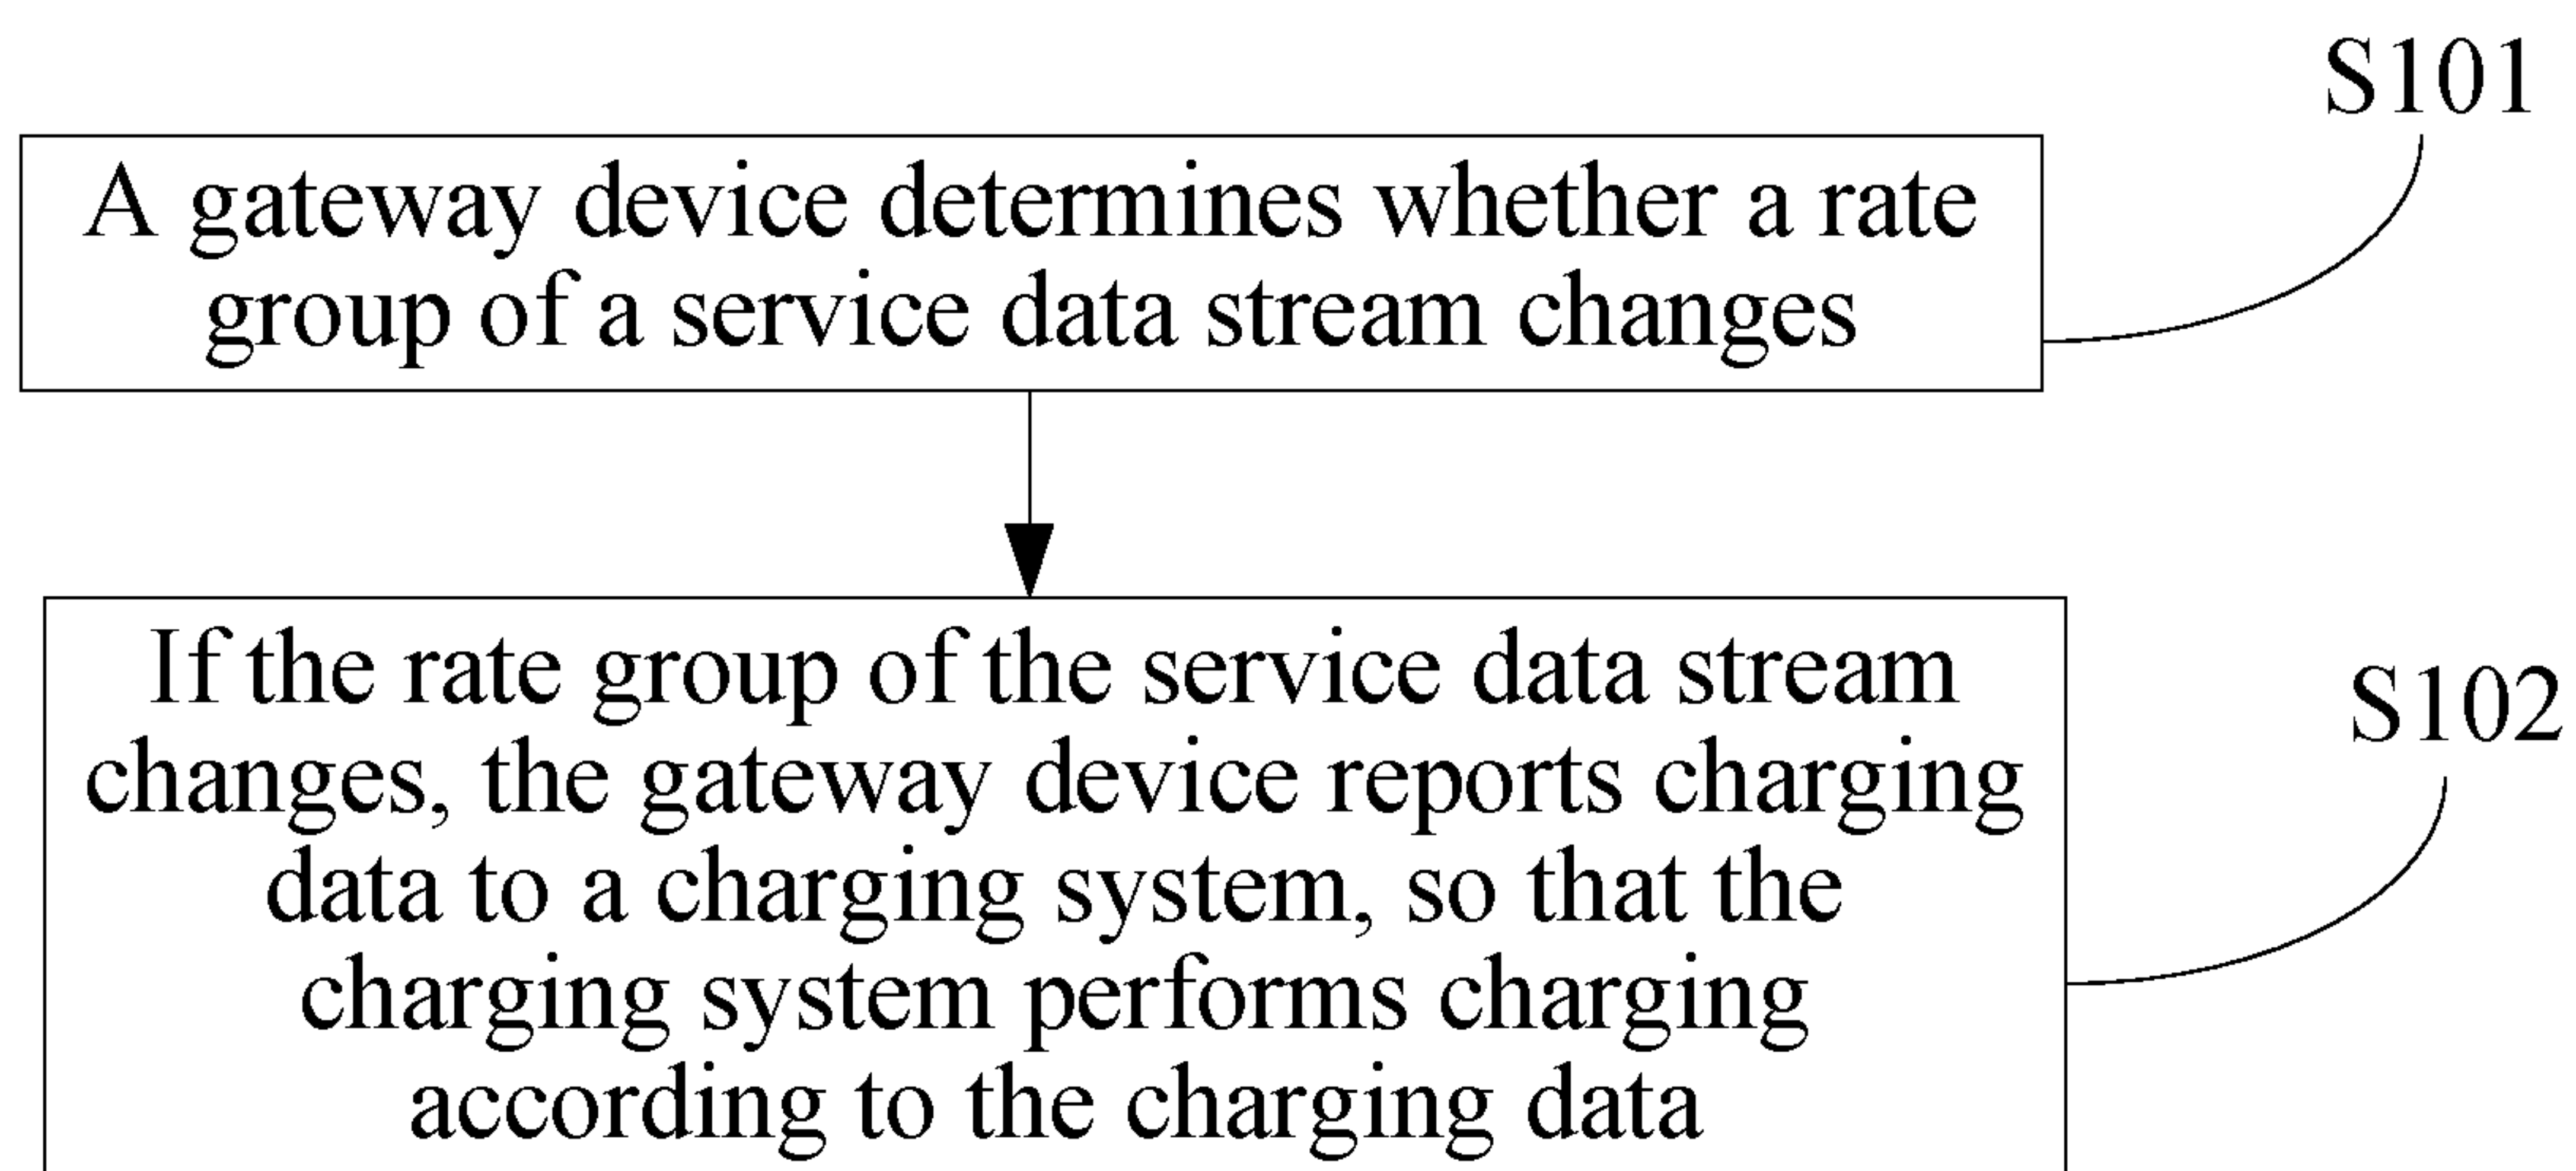 S101
A gateway device determines whether a rate
group of a service data stream changes
If the rate group of the service data stream
changes, the gateway device reports charging
data to a charging system, so that the
charging system performs charging
according to the charging data
S102